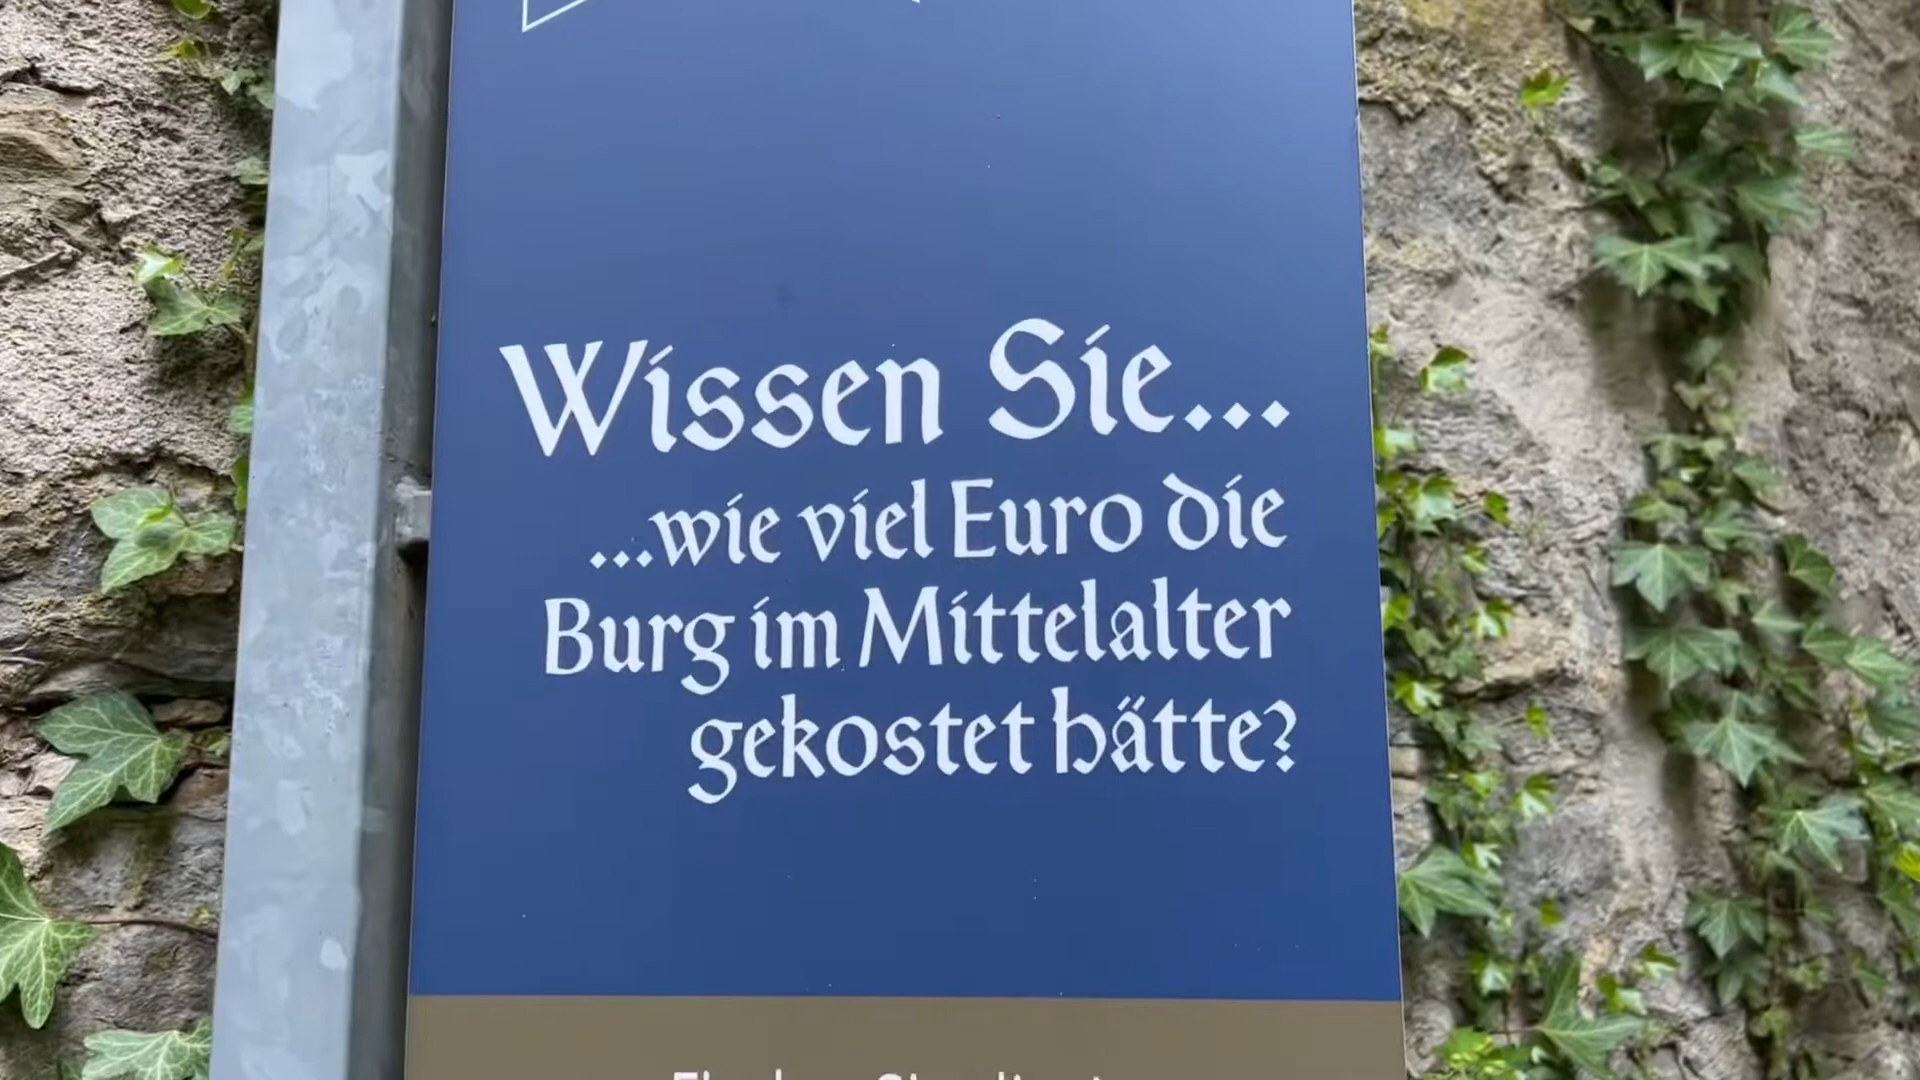 Wissen Sie...
...wie viel Euro die
Burg im Mittelalter
gekostet hätte?